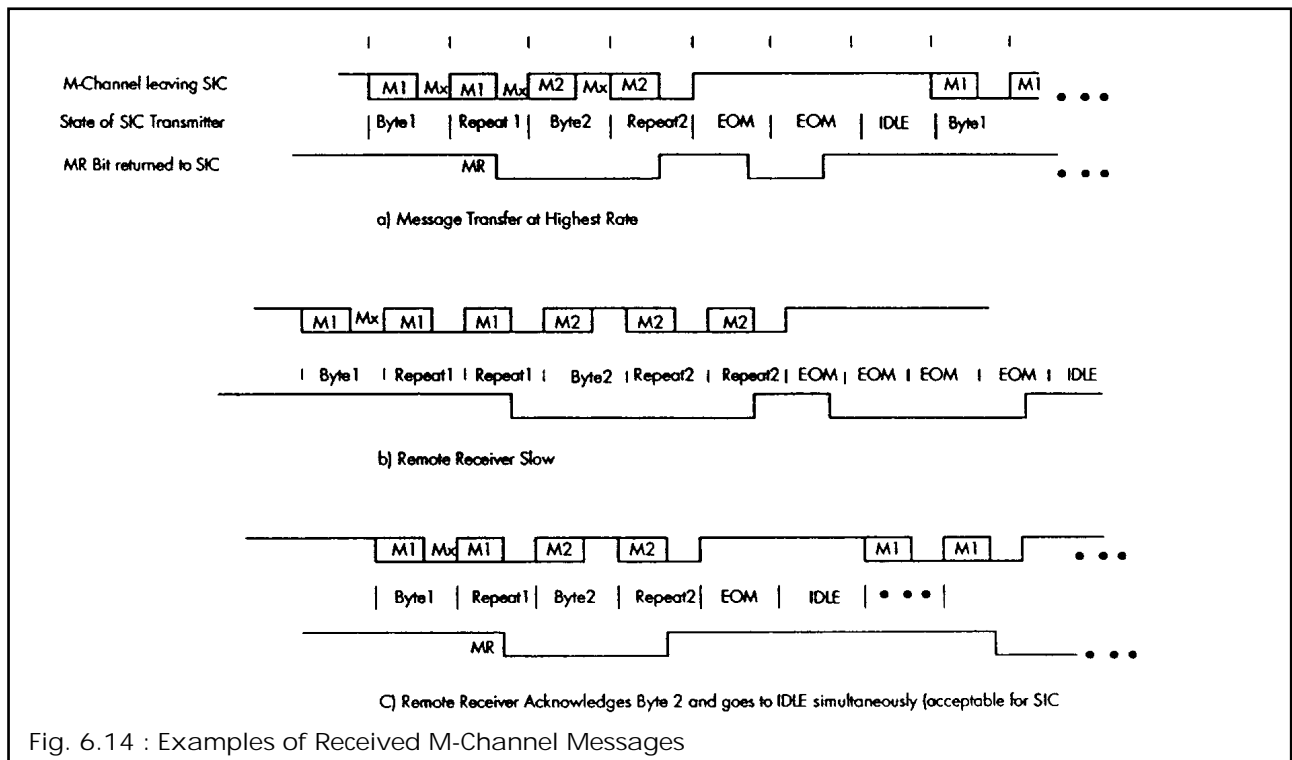 M-Channel leaving SIC M1 Mx M1 Mx M2 Mx M2 M1 M1 • • •
State of SIC Transmitter Byte1 Repeat 1 Byte2 Repeat2 EOM EOM IDLE Byte1
MR Bit returned to SIC MR • • •
a) Message Transfer at Highest Rate
M1 Mx M1 M1 M2 M2 M2
Byte1 Repeat1 Repeat1 Byte2 Repeat2 Repeat2 EOM EOM EOM EOM IDLE
b) Remote Receiver Slow
M1 Mx M1 M2 M2 M1 M1 • • •
Byte1 Repeat1 Byte2 Repeat2 EOM IDLE • • •
MR • • •
C) Remote Receiver Acknowledges Byte 2 and goes to IDLE simultaneously (acceptable for SIC
Fig. 6.14 : Examples of Received M-Channel Messages